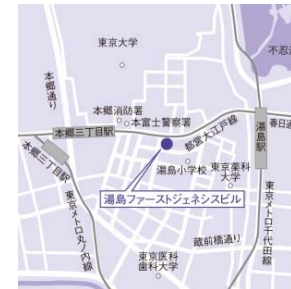 東京大学
不忍池
本郷通り
本郷消防署
本富士警察署
春日通
本郷三丁目駅
都営大江戸線
湯島駅
本郷三丁目駅
湯島小学校
東京薬科大学
湯島ファーストジェネシスビル
東京メトロ丸ノ内線
東京メトロ千代田線
蔵前橋通り
東京医科
歯科大学